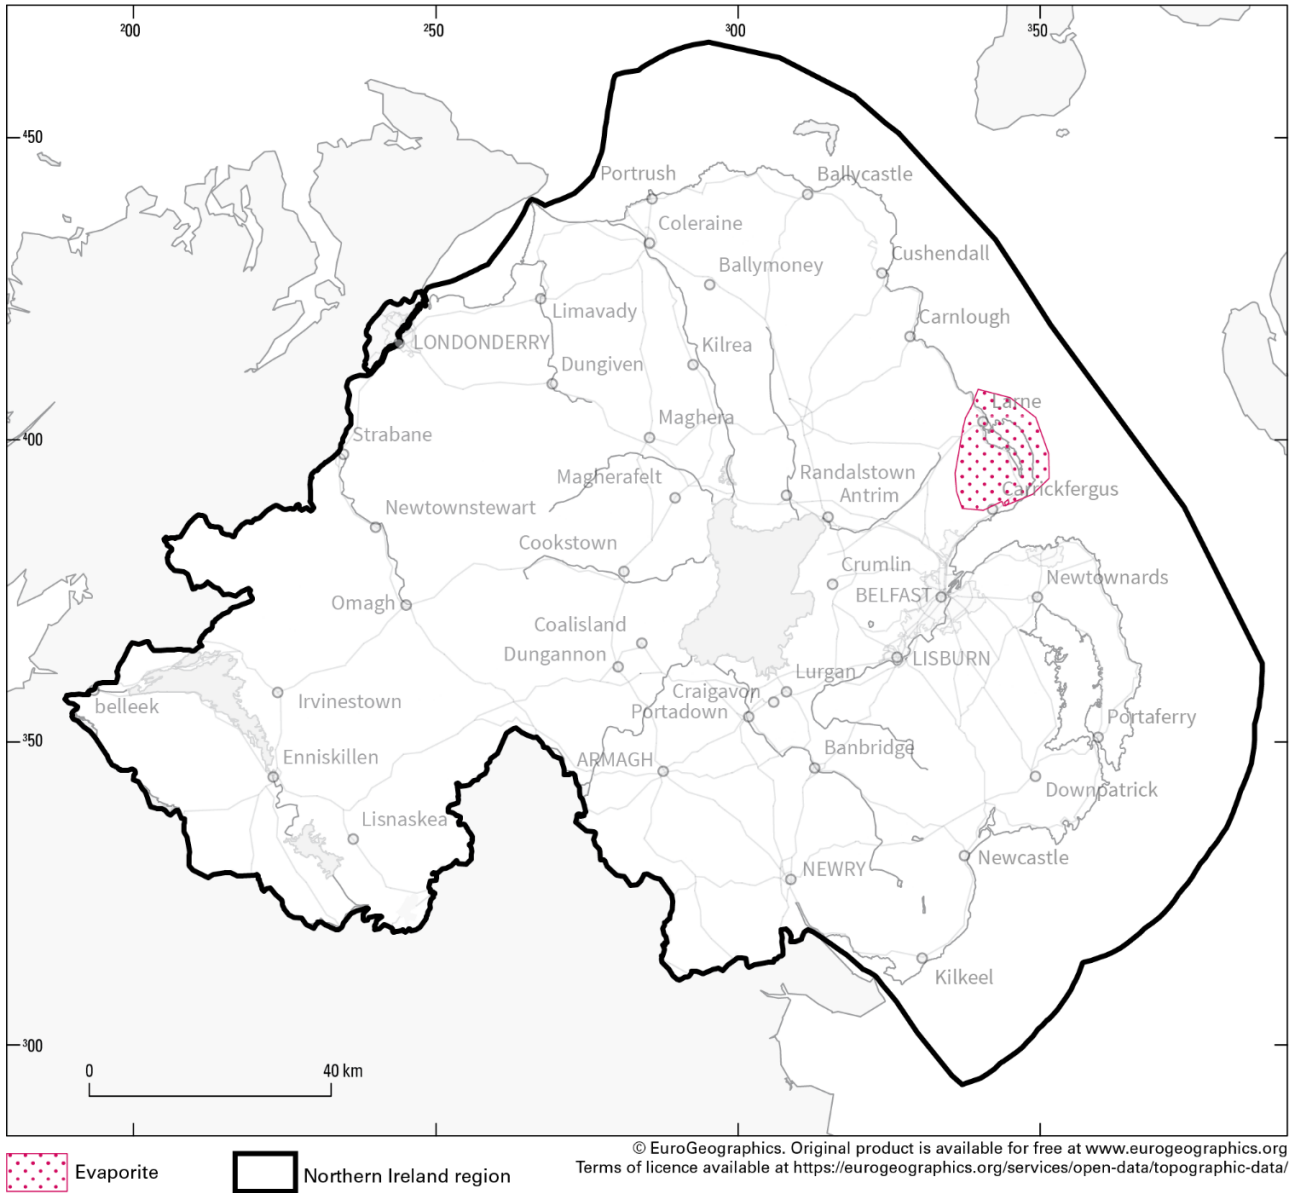 200 250 300 350
450
Portrush Ballycastle
Coleraine
Cushendall
Ballymoney
Limavady Carnlough
LONDONDERRY Kilrea
Dungiven
400 Larne
Maghera
Strabane
Magherafelt Randalstown
Antrim Carrickfergus
Newtownstewart
Cookstown
Crumlin
Newtownards
Omagh BELFAST
Coalisland
Dungannon LISBURN
Lurgan
Craigavon
Irvinestown
belleek Portadown Portaferry
350
Banbridge
Enniskillen ARMAGH
Downpatrick
Lisnaskea
Newcastle
NEWRY
Kilkeel
300
0 40 km
© EuroGeographics. Original product is available for free at www.eurogeographics.org
Terms of licence available at https://eurogeographics.org/services/open-data/topographic-data/
Evaporite Northern Ireland region